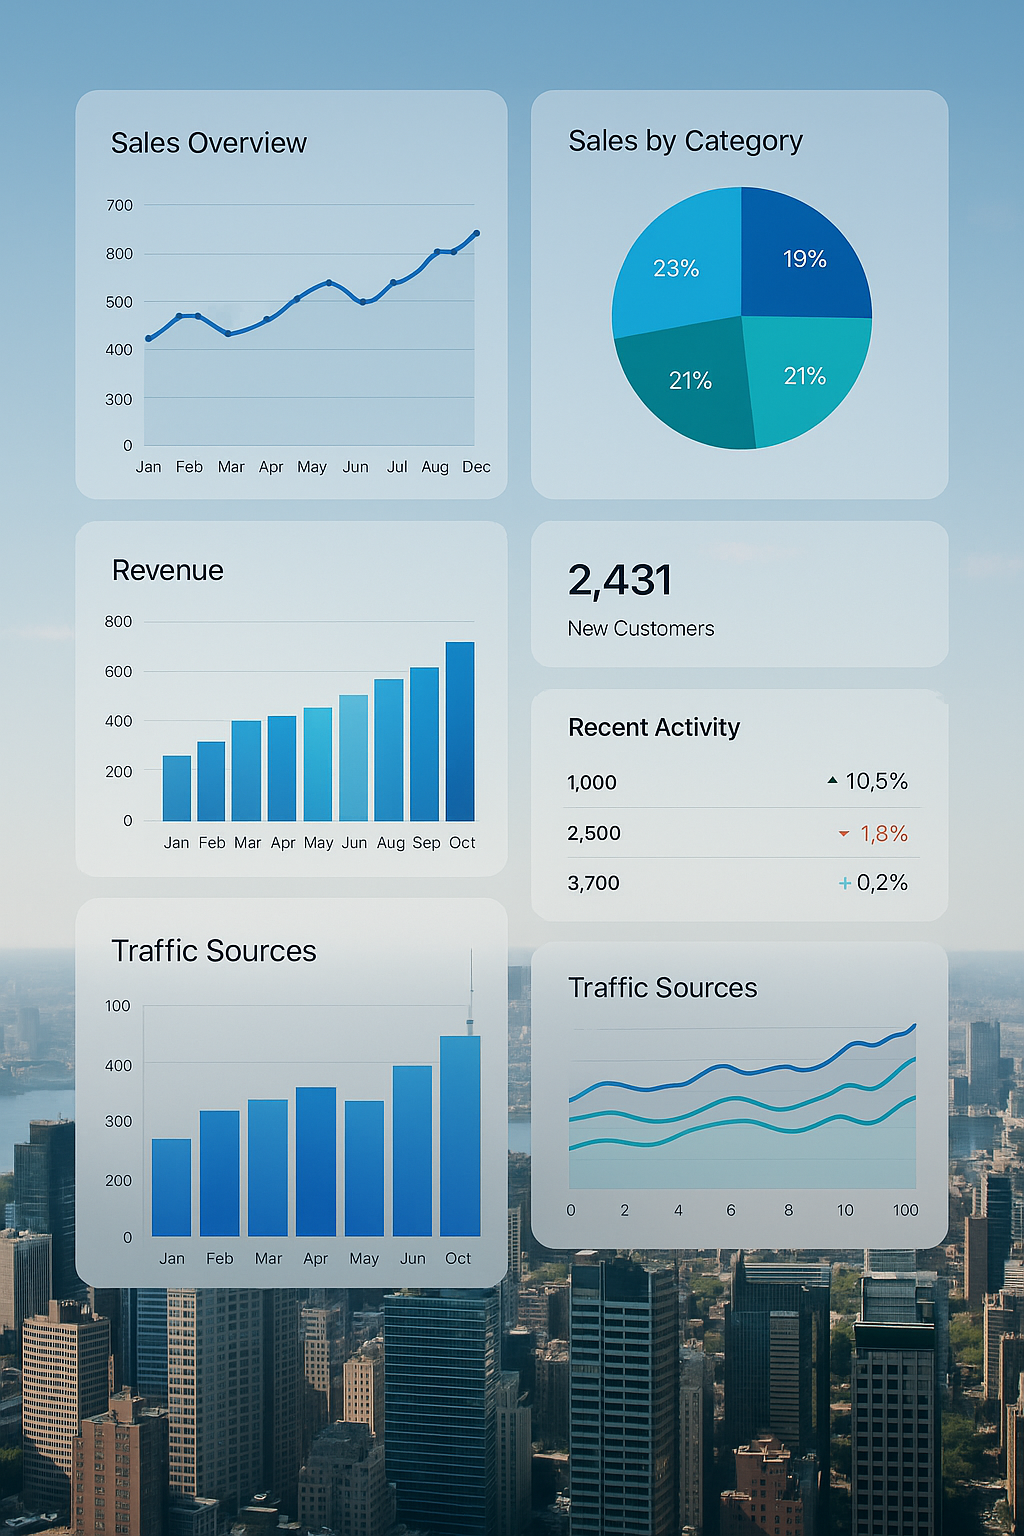 Sales Overview
700
800
500
400
300
0
Jan Feb Mar Apr May Jun Jul Aug Dec
Sales by Category
23%
19%
21%
21%
Revenue
800
600
400
200
0
Jan Feb Mar Apr May Jun Aug Sep Oct
2,431
New Customers
Recent Activity
1,000 ▲ 10,5%
2,500 ▼ 1,8%
3,700 + 0,2%
Traffic Sources
100
400
300
200
0
Jan Feb Mar Apr May Jun Oct
Traffic Sources
0 2 4 6 8 10 100